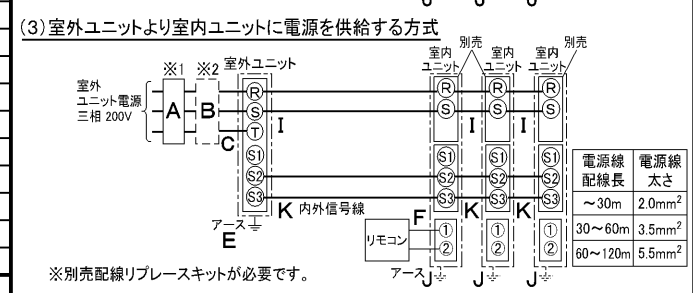 (3)室外ユニットより室内ユニットに電源を供給する方式
※1 ※2 室外ユニット
室外
ユニット電源
三相 200V
A B C
R S T S1 S2 S3
I
K 内外信号線
アース
E
室内
ユニット
別売
室内
ユニット
室内
ユニット
別売
R S S1 S2 S3 ① ②
I
K
R S S1 S2 S3 ① ②
I
K
R S S1 S2 S3 ① ②
F
リモコン
アース J J J
電源線
配線長
電源線
太さ
～30m 2.0mm²
30～60m 3.5mm²
60～120m 5.5mm²
※別売配線リプレースキットが必要です。